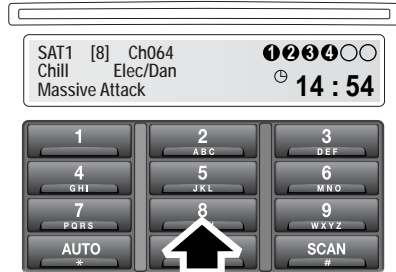 SAT1 [8] Ch064 ❶❷❸❹○○
Chill Elec/Dan
Massive Attack 14 : 54
1 2 3
ABC DEF
4 5 6
GHI JKL MNO
7 8 9
PQRS WXYZ
AUTO SCAN
* #